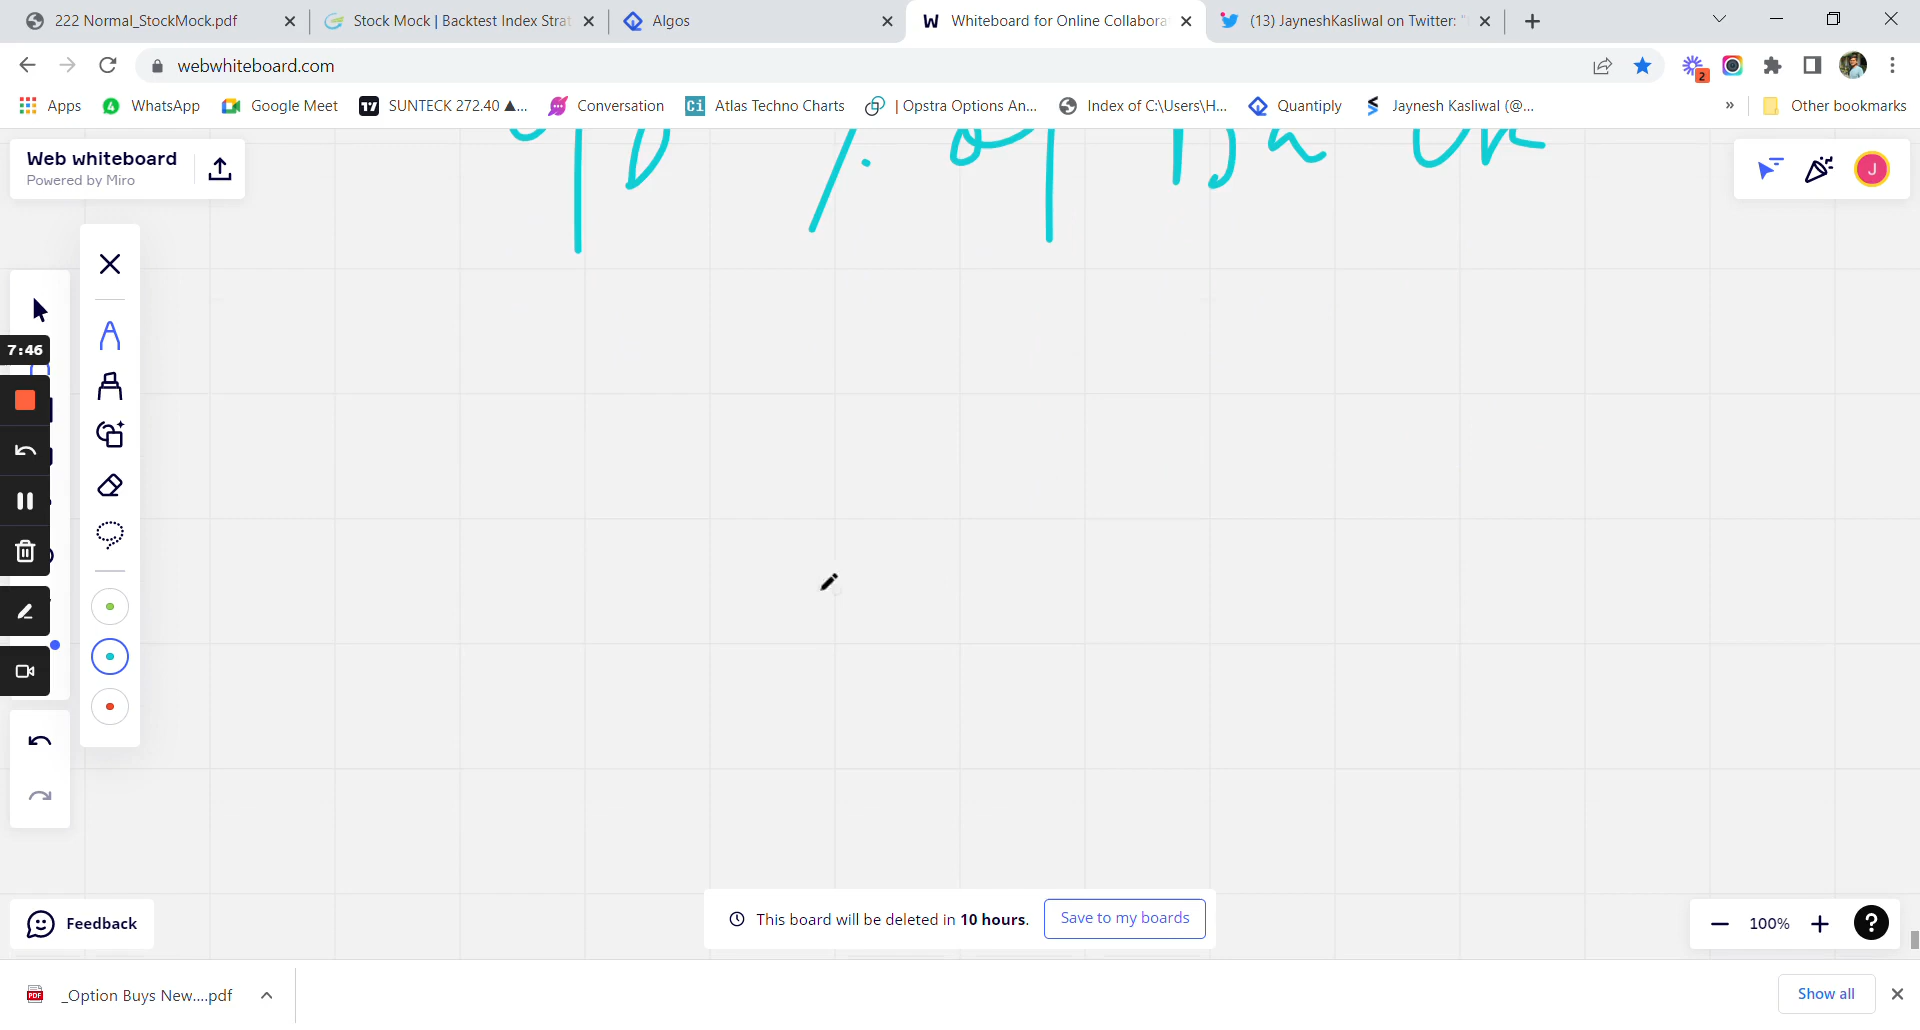 222 Normal_StockMock.pdf
Stock Mock | Backtest Index Strat
Algos
Whiteboard for Online Collabora
(13) JayneshKasliwal on Twitter: "
webwhiteboard.com
2
Apps
WhatsApp
Google Meet
SUNTECK 272.40 ▲...
Conversation
Atlas Techno Charts
| Opstra Options An...
Index of C:\Users\H...
Quantiply
Jaynesh Kasliwal (@...
»
Other bookmarks
Web whiteboard
Powered by Miro
J
7:46
Feedback
This board will be deleted in 10 hours.
Save to my boards
100%
?
_Option Buys New....pdf
Show all